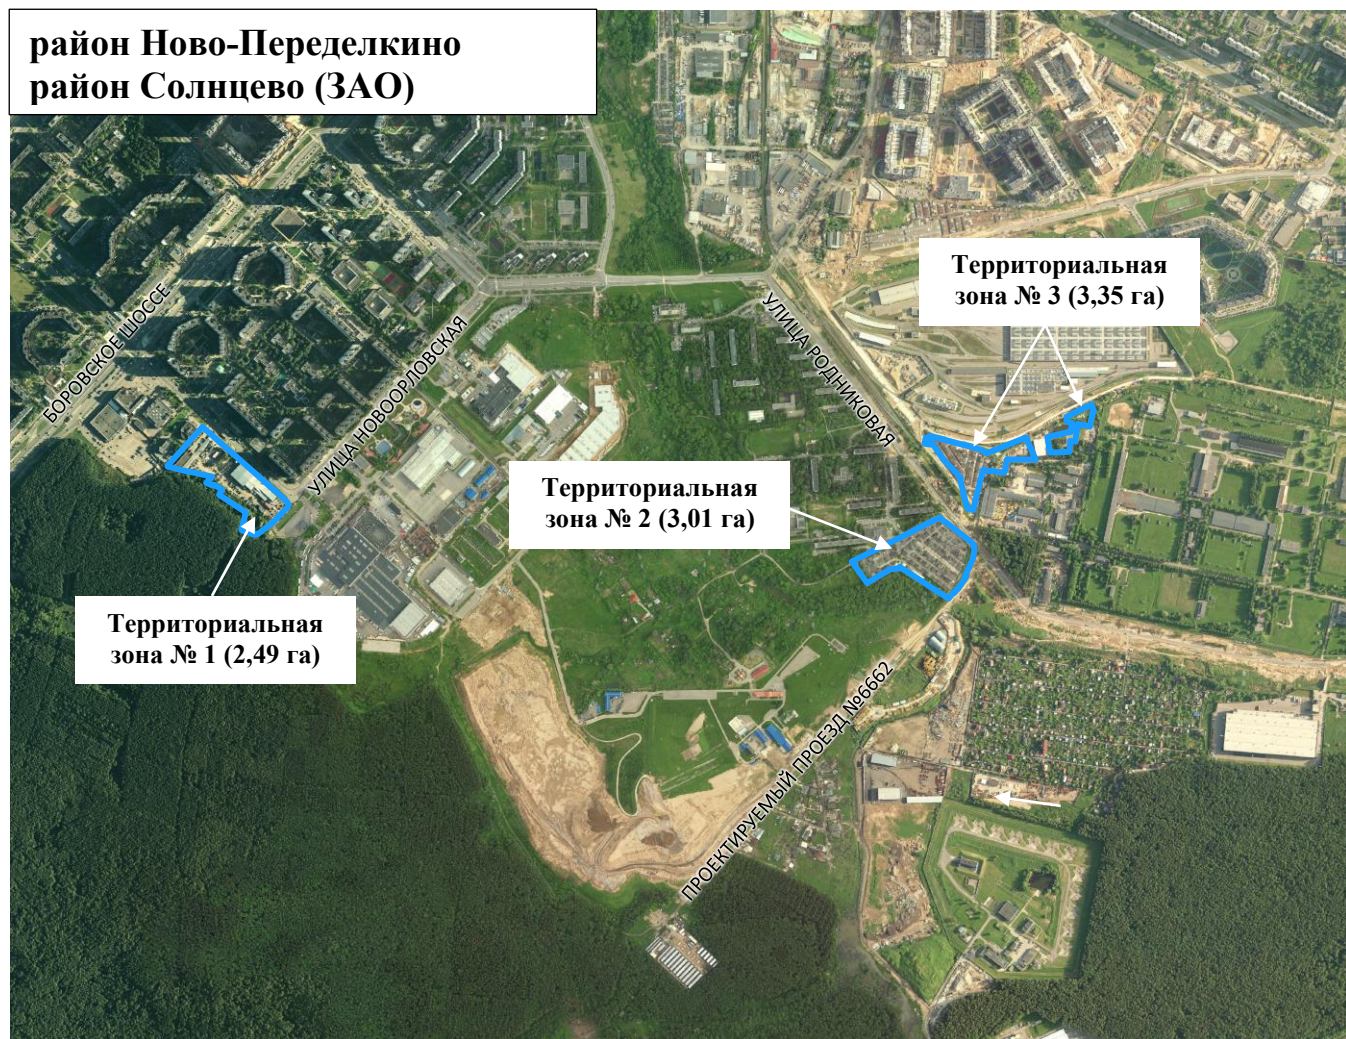 район Ново-Переделкино
район Солнцево (ЗАО)
Территориальная
зона № 3 (3,35 га)
БОРОВСКОЕ ШОССЕ
УЛИЦА НОВООРЛОВСКАЯ
УЛИЦА РОДНИКОВАЯ
Территориальная
зона № 2 (3,01 га)
Территориальная
зона № 1 (2,49 га)
ПРОЕКТИРУЕМЫЙ ПРОЕЗД №6662